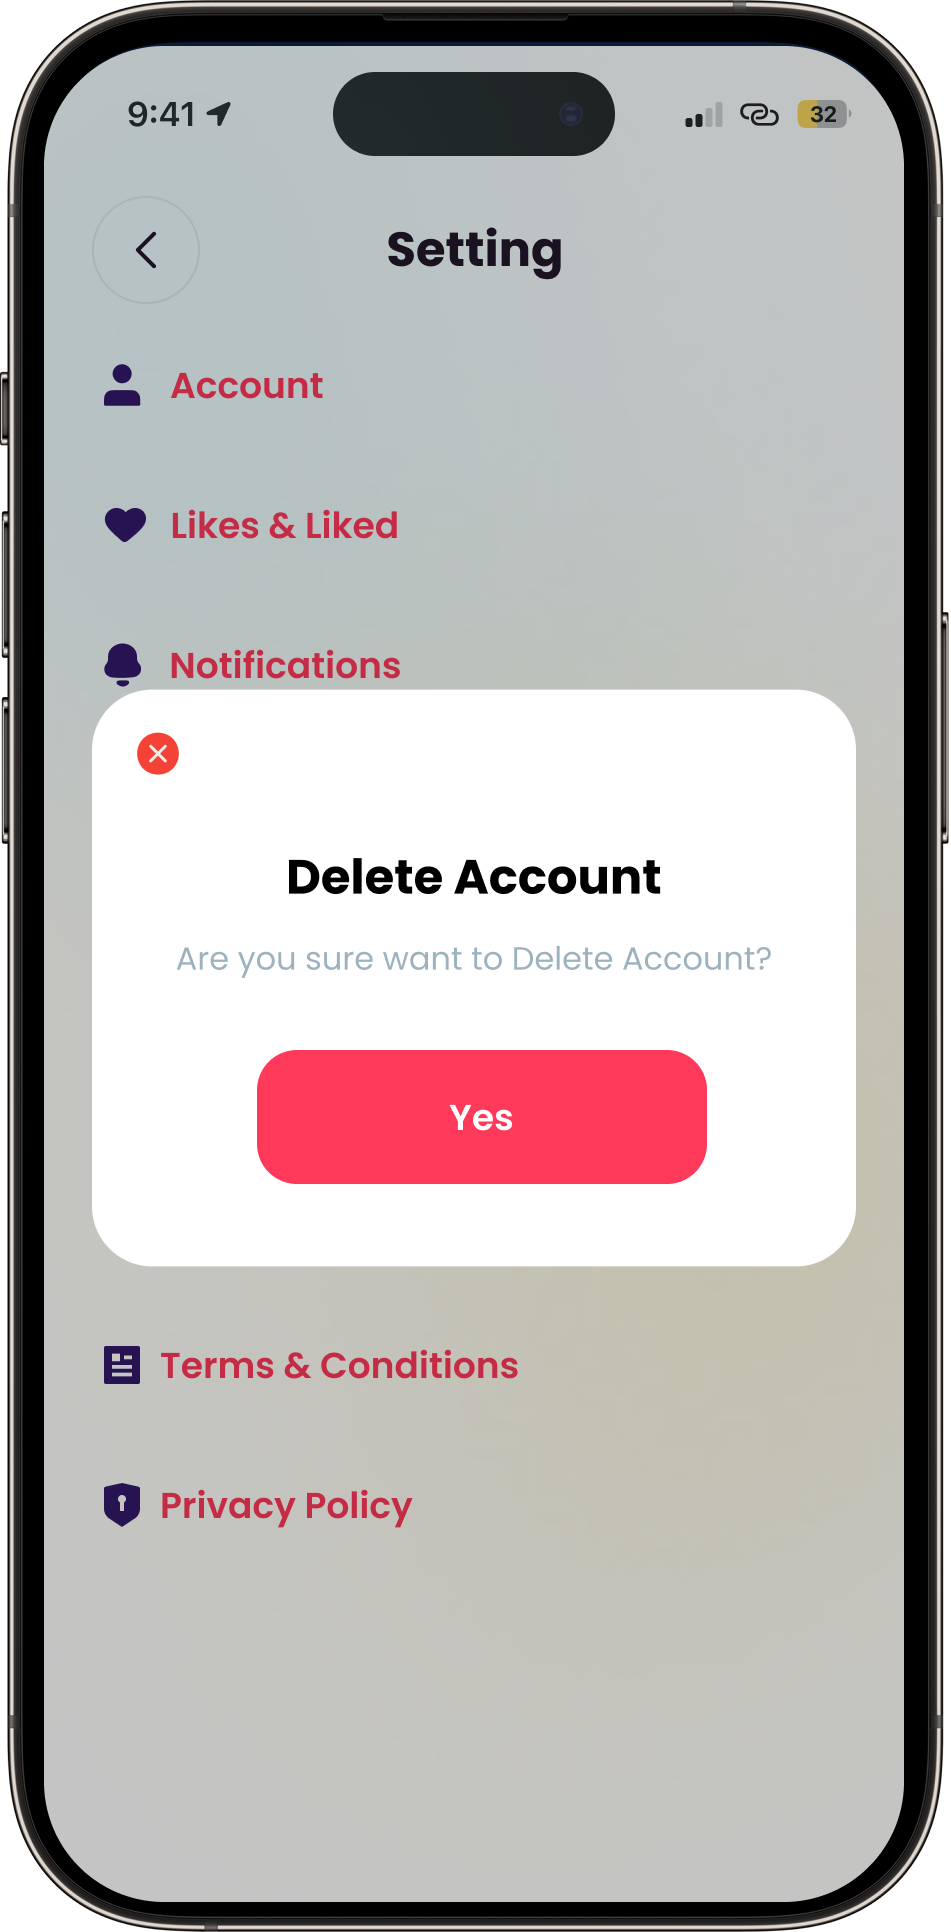 9:41
32
Setting
Account
Likes & Liked
Notifications
Delete Account
Are you sure want to Delete Account?
Yes
Terms & Conditions
Privacy Policy